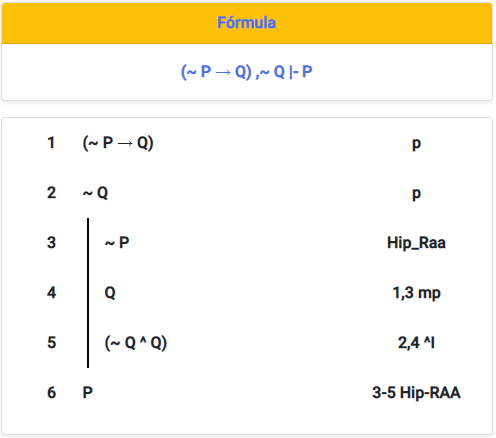 Fórmula
(~ P → Q) ,~ Q |- P
1 (~ P → Q) p
2 ~ Q p
3 ~ P Hip_Raa
4 Q 1,3 mp
5 (~ Q ^ Q) 2,4 ^I
6 P 3-5 Hip-RAA